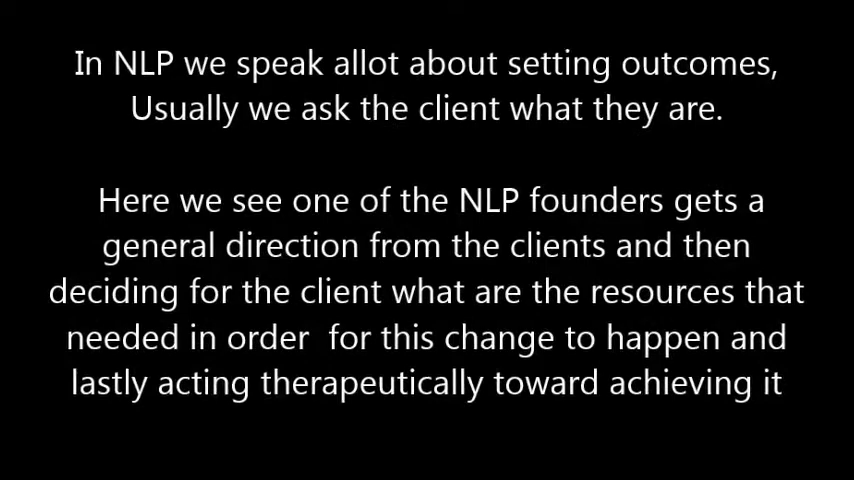 In NLP we speak allot about setting outcomes,
Usually we ask the client what they are.
Here we see one of the NLP founders gets a
general direction from the clients and then
deciding for the client what are the resources that
needed in order  for this change to happen and
lastly acting therapeutically toward achieving it